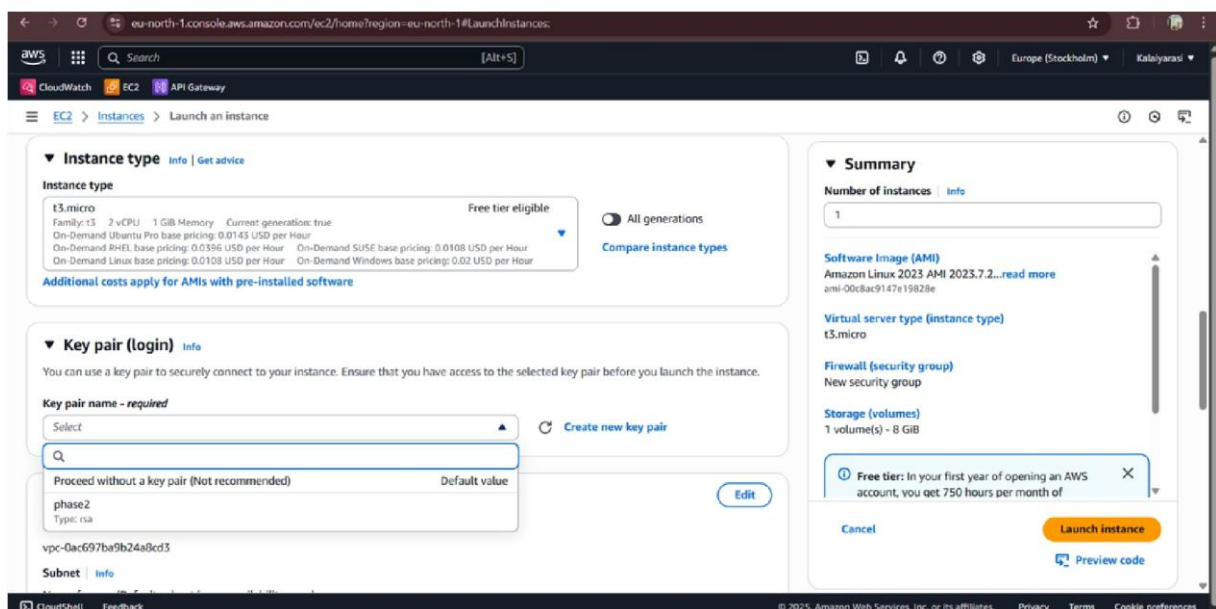 eu-north-1.console.aws.amazon.com/ec2/home?region=eu-north-1#LaunchInstances:
aws Search [Alt+S] Europe (Stockholm) Kalaiyarasi
CloudWatch EC2 API Gateway
EC2 > Instances > Launch an instance
Instance type Info | Get advice
Instance type
t3.micro Free tier eligible
Family: t3 2 vCPU 1 GiB Memory Current generation: true
On-Demand Ubuntu Pro base pricing: 0.0143 USD per Hour
On-Demand RHEL base pricing: 0.0396 USD per Hour On-Demand SUSE base pricing: 0.0108 USD per Hour
On-Demand Linux base pricing: 0.0108 USD per Hour On-Demand Windows base pricing: 0.02 USD per Hour
All generations
Compare instance types
Additional costs apply for AMIs with pre-installed software
Key pair (login) Info
You can use a key pair to securely connect to your instance. Ensure that you have access to the selected key pair before you launch the instance.
Key pair name - required
Select
Create new key pair
Proceed without a key pair (Not recommended) Default value
phase2
Type: rsa
Edit
vpc-0ac697ba9b24a8cd3
Subnet Info
Summary
Number of instances Info
1
Software Image (AMI)
Amazon Linux 2023 AMI 2023.7.2...read more
ami-00c8ac9147e19828e
Virtual server type (instance type)
t3.micro
Firewall (security group)
New security group
Storage (volumes)
1 volume(s) - 8 GiB
Free tier: In your first year of opening an AWS
account, you get 750 hours per month of
Cancel
Launch instance
Preview code
CloudShell Feedback © 2025, Amazon Web Services, Inc. or its affiliates. Privacy Terms Cookie preferences